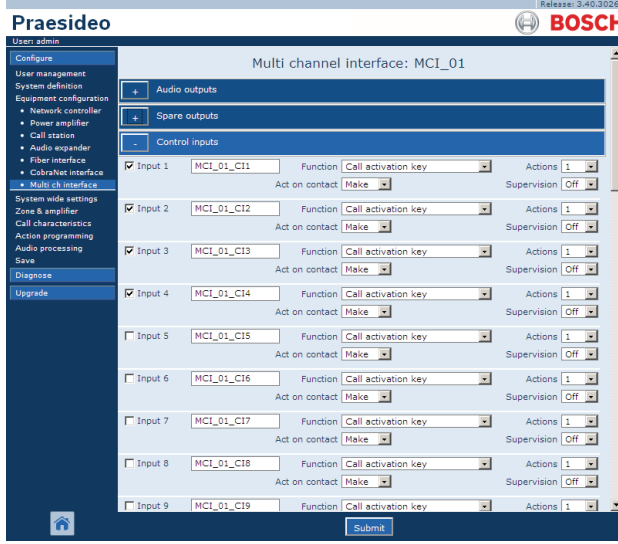 Release: 3.40.3026
Praesideo
BOSCH
User: admin
Configure
User management
System definition
Equipment configuration
• Network controller
• Power amplifier
• Call station
• Audio expander
• Fiber interface
• CobraNet interface
• Multi ch interface
System wide settings
Zone & amplifier
Call characteristics
Action programming
Audio processing
Save
Diagnose
Upgrade
Multi channel interface: MCI_01
+ Audio outputs
+ Spare outputs
- Control inputs
Input 1 MCI_01_CI1 Function Call activation key Actions 1
Act on contact Make Supervision Off
Input 2 MCI_01_CI2 Function Call activation key Actions 1
Act on contact Make Supervision Off
Input 3 MCI_01_CI3 Function Call activation key Actions 1
Act on contact Make Supervision Off
Input 4 MCI_01_CI4 Function Call activation key Actions 1
Act on contact Make Supervision Off
Input 5 MCI_01_CI5 Function Call activation key Actions 1
Act on contact Make Supervision Off
Input 6 MCI_01_CI6 Function Call activation key Actions 1
Act on contact Make Supervision Off
Input 7 MCI_01_CI7 Function Call activation key Actions 1
Act on contact Make Supervision Off
Input 8 MCI_01_CI8 Function Call activation key Actions 1
Act on contact Make Supervision Off
Input 9 MCI_01_CI9 Function Call activation key Actions 1
Submit